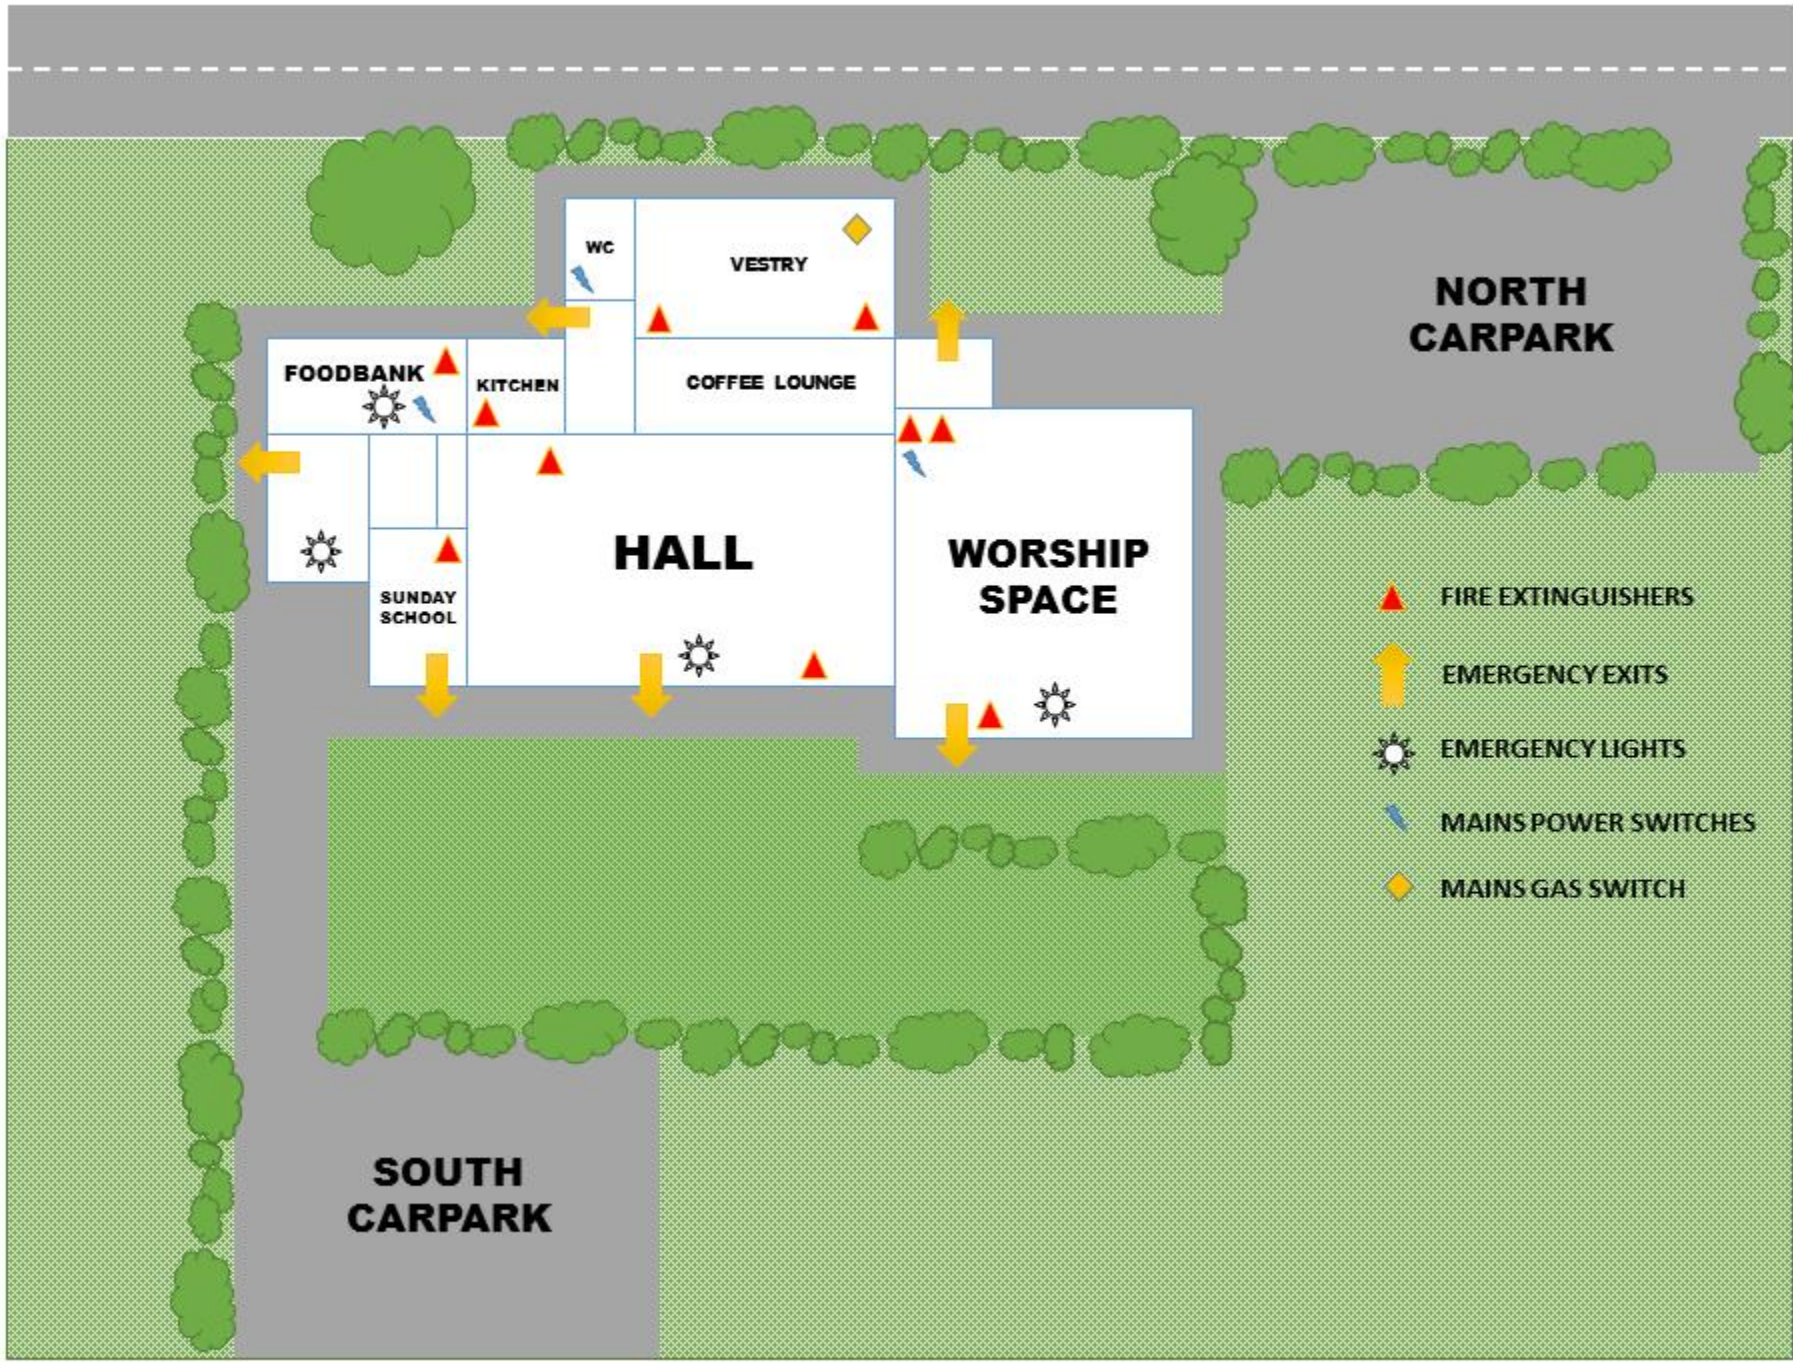 WC
VESTRY
NORTH
CARPARK
FOODBANK
KITCHEN
COFFEE LOUNGE
HALL
WORSHIP
SPACE
SUNDAY
SCHOOL
FIRE EXTINGUISHERS
EMERGENCY EXITS
EMERGENCY LIGHTS
MAINS POWER SWITCHES
MAINS GAS SWITCH
SOUTH
CARPARK